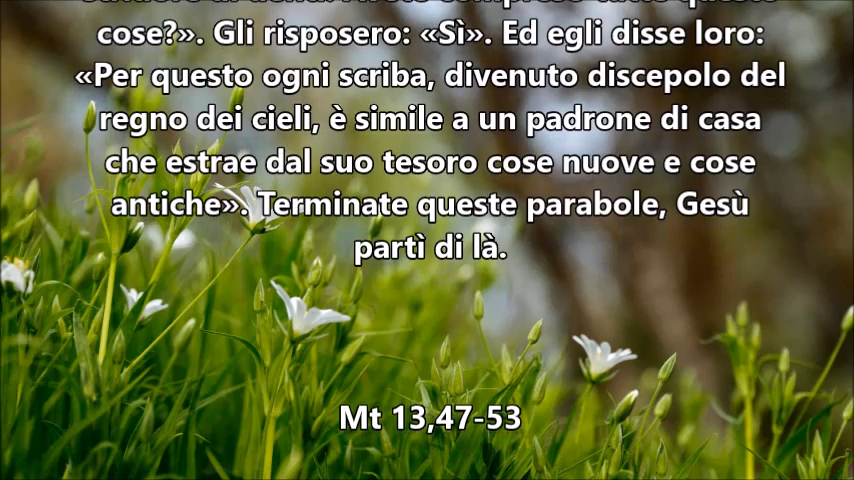 cose?». Gli risposero: «Sì». Ed egli disse loro:
«Per questo ogni scriba, divenuto discepolo del
regno dei cieli, è simile a un padrone di casa
che estrae dal suo tesoro cose nuove e cose
antiche». Terminate queste parabole, Gesù
partì di là.
Mt 13,47-53